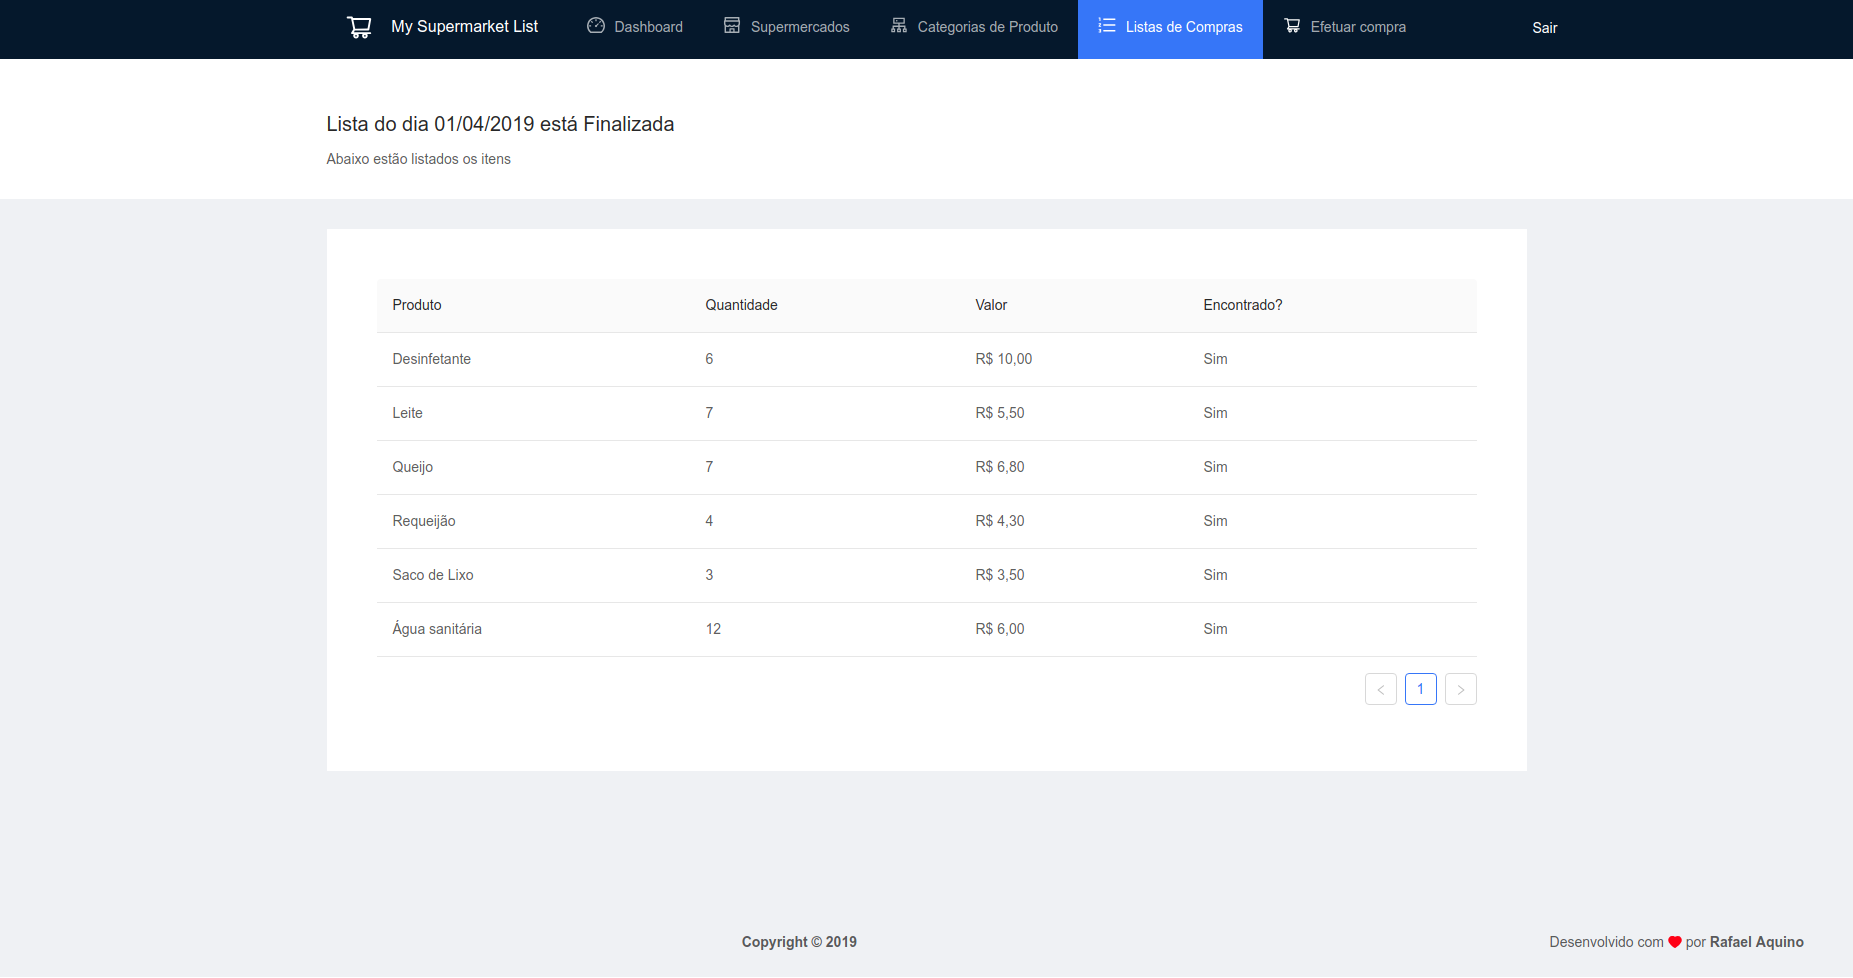 My Supermarket List Dashboard Supermercados Categorias de Produto Listas de Compras Efetuar compra Sair
Lista do dia 01/04/2019 está Finalizada
Abaixo estão listados os itens
Produto Quantidade Valor Encontrado?
Desinfetante 6 R$ 10,00 Sim
Leite 7 R$ 5,50 Sim
Queijo 7 R$ 6,80 Sim
Requeijão 4 R$ 4,30 Sim
Saco de Lixo 3 R$ 3,50 Sim
Água sanitária 12 R$ 6,00 Sim
< 1 >
Copyright © 2019 Desenvolvido com ❤ por Rafael Aquino